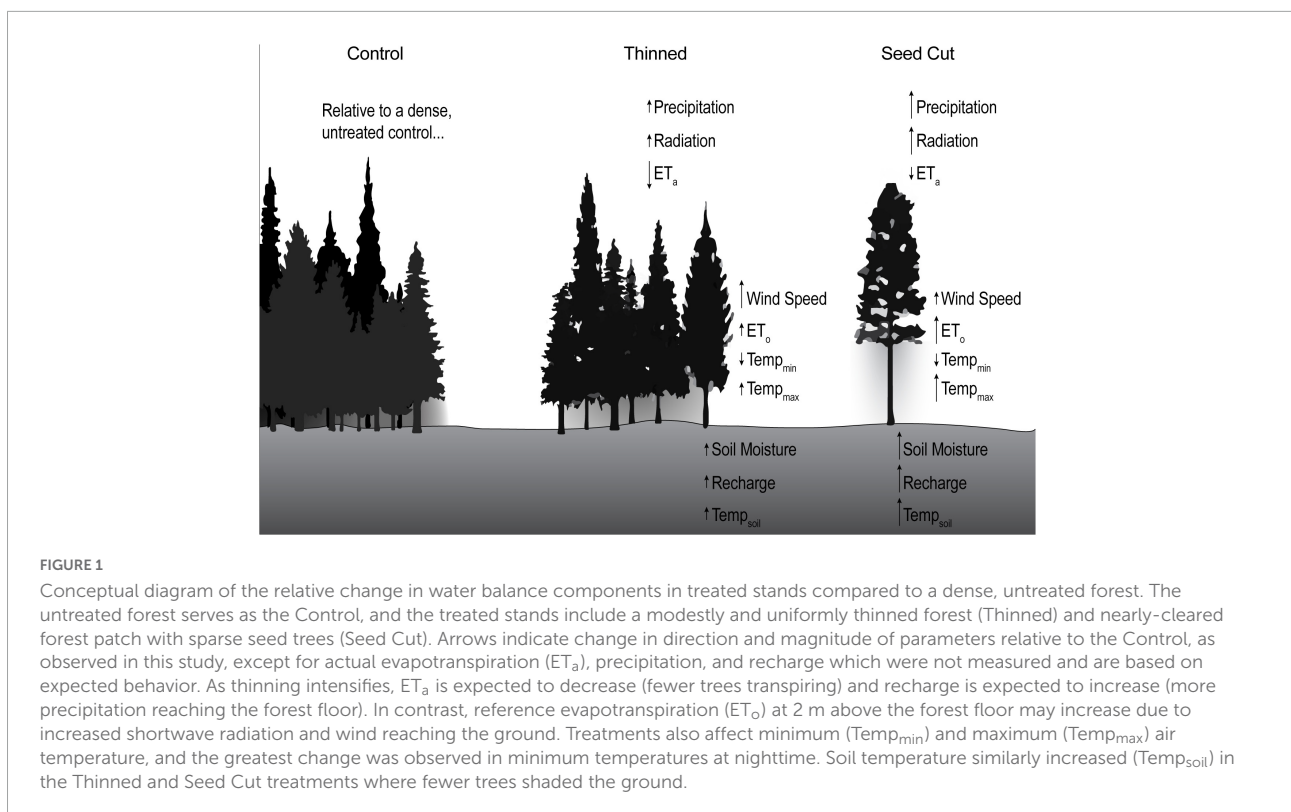 Control
Thinned
Seed Cut
Relative to a dense,
untreated control...
↑Precipitation
↑Radiation
↓ETa
↑Precipitation
↑Radiation
↓ETa
↑Wind Speed
↑ETo
↓Tempmin
↑Tempmax
↑Wind Speed
↑ETo
↓Tempmin
↑Tempmax
↑Soil Moisture
↑Recharge
↑Tempsoil
↑Soil Moisture
↑Recharge
↑Tempsoil
FIGURE 1
Conceptual diagram of the relative change in water balance components in treated stands compared to a dense, untreated forest. The
untreated forest serves as the Control, and the treated stands include a modestly and uniformly thinned forest (Thinned) and nearly-cleared
forest patch with sparse seed trees (Seed Cut). Arrows indicate change in direction and magnitude of parameters relative to the Control, as
observed in this study, except for actual evapotranspiration (ETa), precipitation, and recharge which were not measured and are based on
expected behavior. As thinning intensifies, ETa is expected to decrease (fewer trees transpiring) and recharge is expected to increase (more
precipitation reaching the forest floor). In contrast, reference evapotranspiration (ETo) at 2 m above the forest floor may increase due to
increased shortwave radiation and wind reaching the ground. Treatments also affect minimum (Tempmin) and maximum (Tempmax) air
temperature, and the greatest change was observed in minimum temperatures at nighttime. Soil temperature similarly increased (Tempsoil) in
the Thinned and Seed Cut treatments where fewer trees shaded the ground.